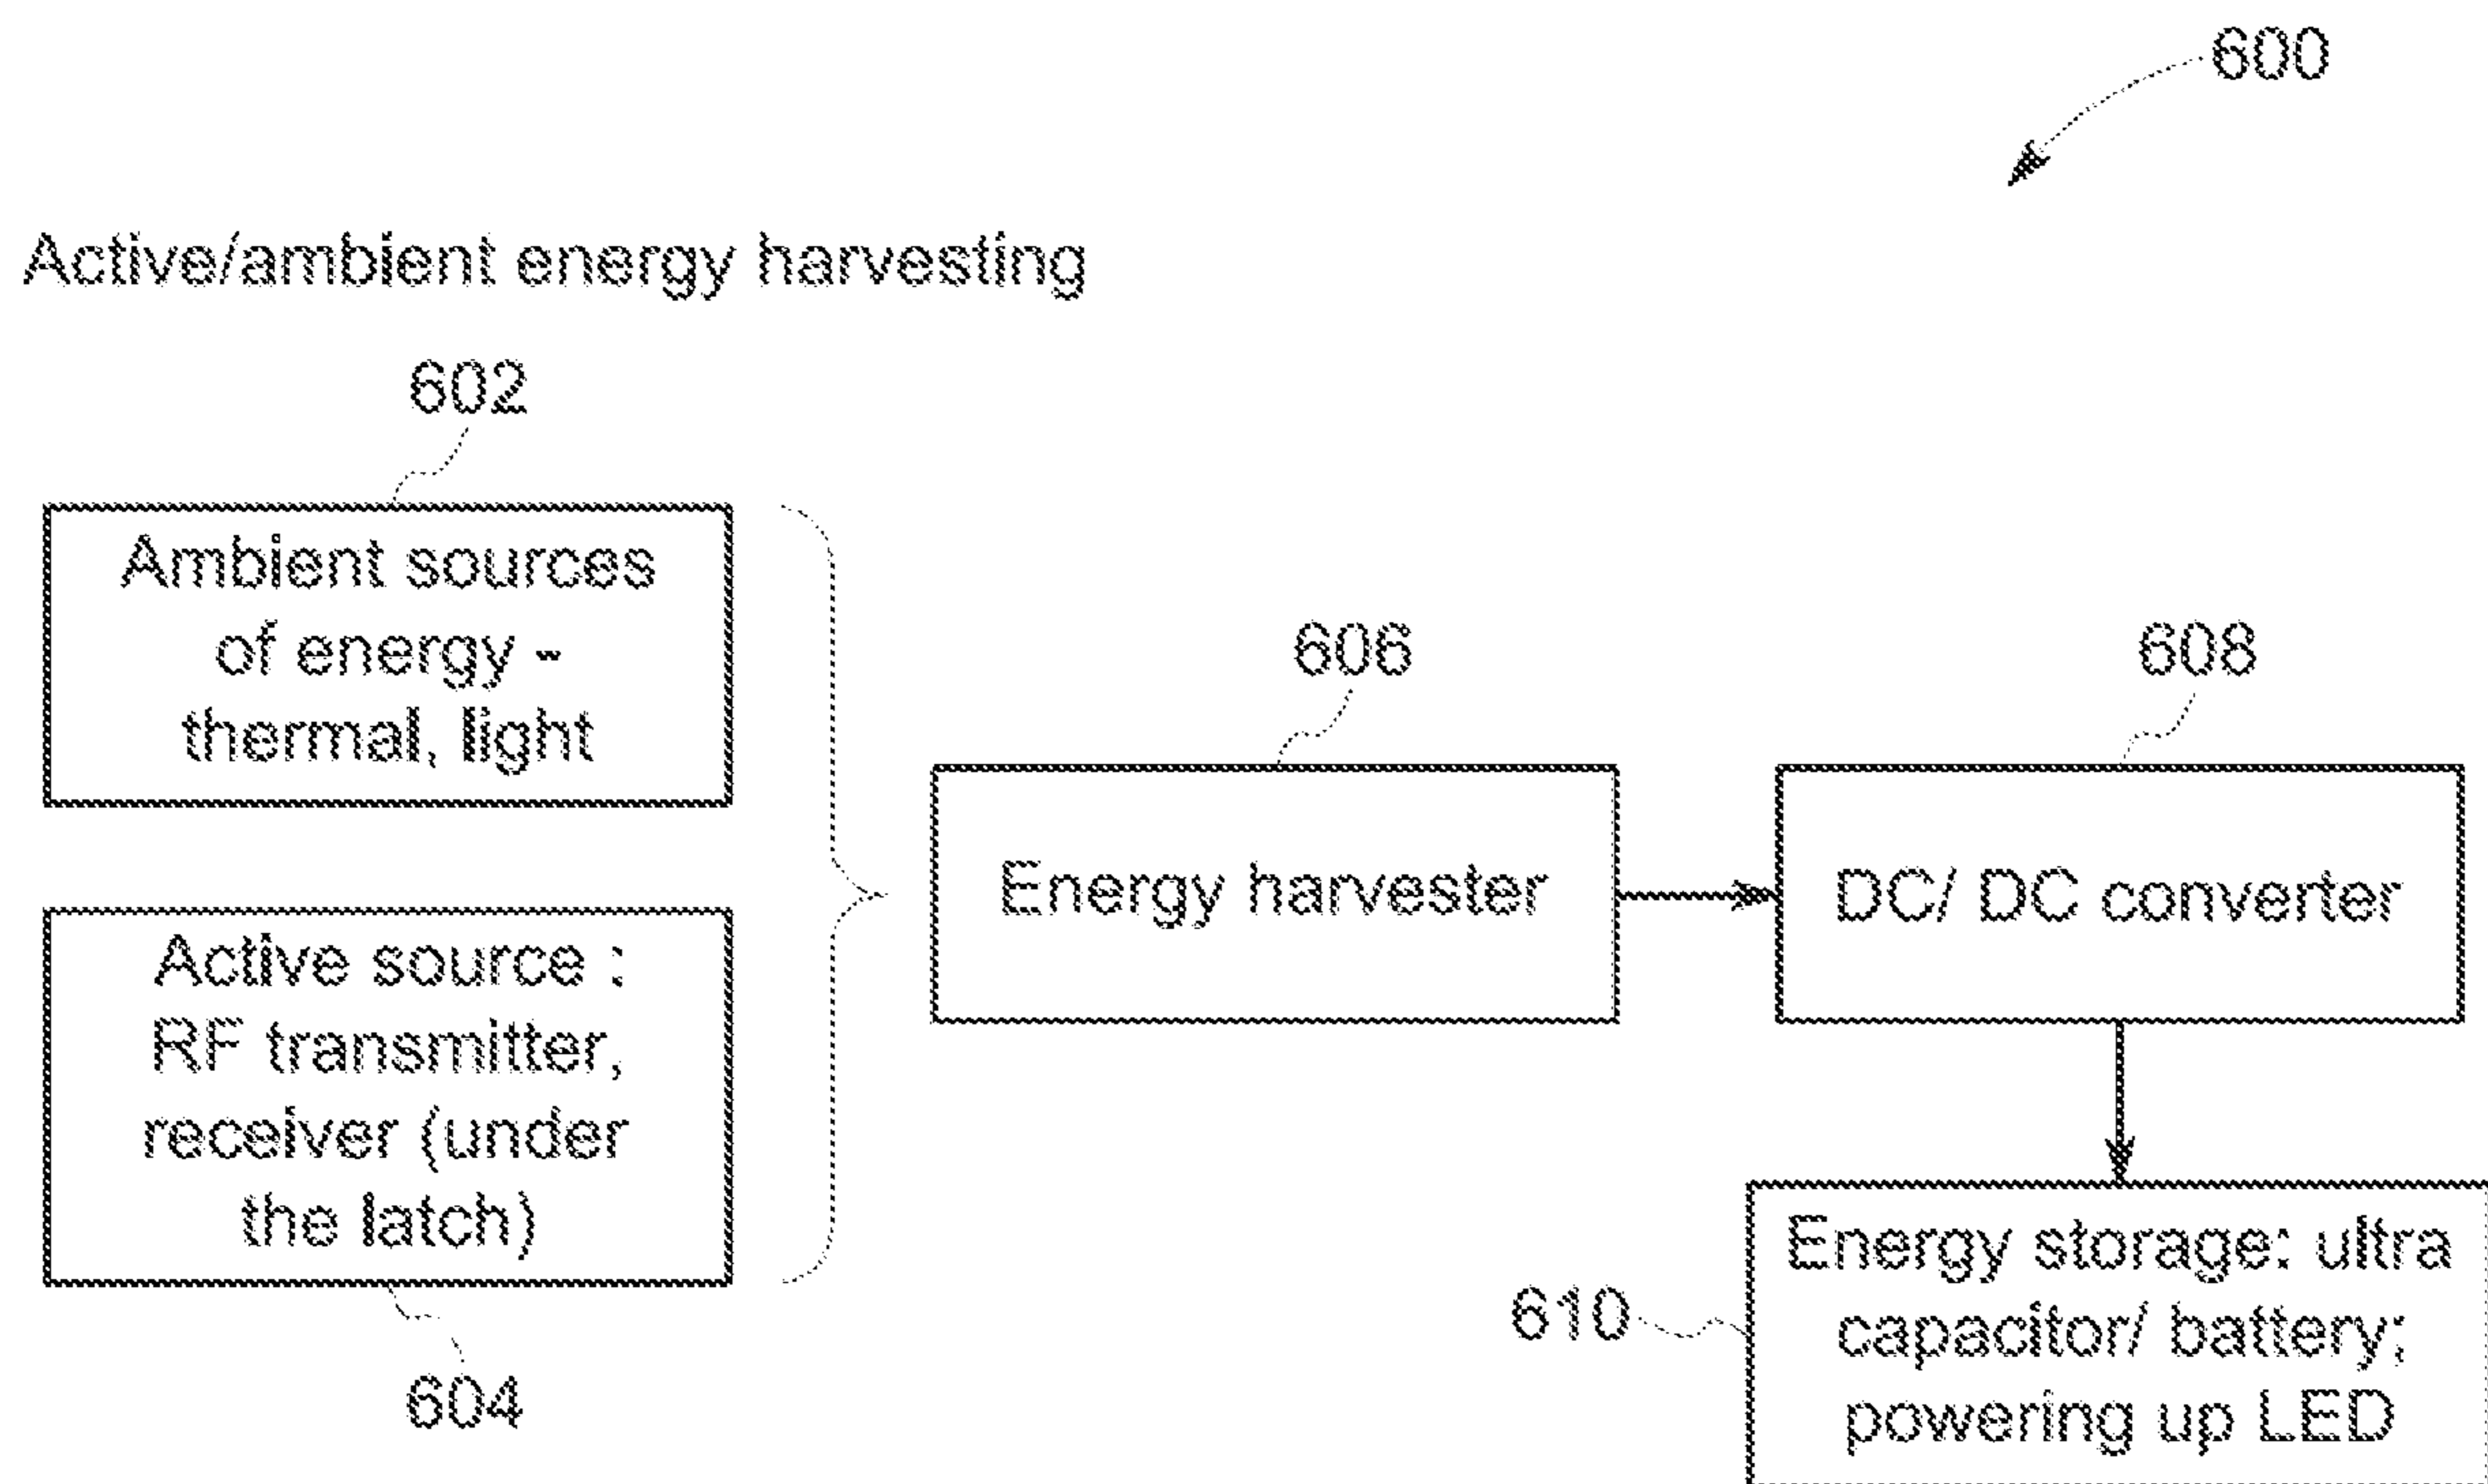 600
Active/ambient energy harvesting
602
Ambient sources
of energy -
thermal, light
604
Active source :
RF transmitter,
receiver (under
the latch)
606
Energy harvester
608
DC/ DC converter
610
Energy storage: ultra
capacitor/ battery;
powering up LED